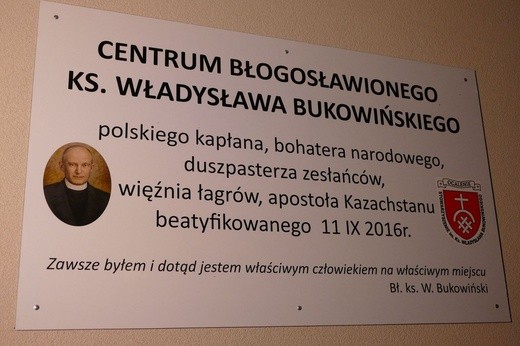 CENTRUM BŁOGOSŁAWIONEGO
KS. WŁADYSŁAWA BUKOWIŃSKIEGO
polskiego kapłana, bohatera narodowego,
duszpasterza zesłańców,
więźnia łagrów, apostoła Kazachstanu
beatyfikowanego 11 IX 2016r.
Zawsze byłem i dotąd jestem właściwym człowiekiem na właściwym miejscu
Bł. ks. W. Bukowiński
OCALENIE